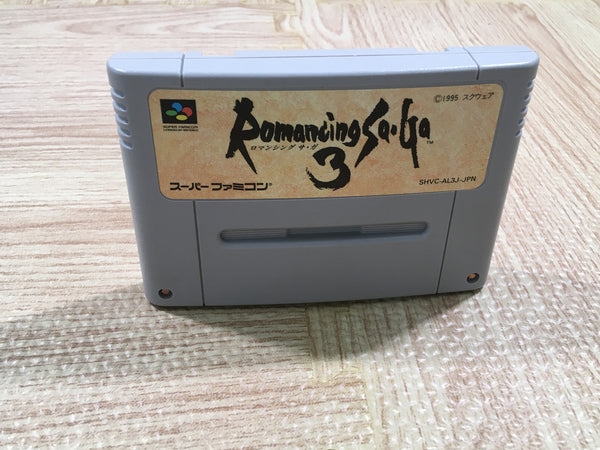 ©1995 スクウェア
Romancing Sa・Ga™
ロマンシング サ・ガ
3
SUPER FAMICOM
スーパーファミコン®
SHVC-AL3J-JPN